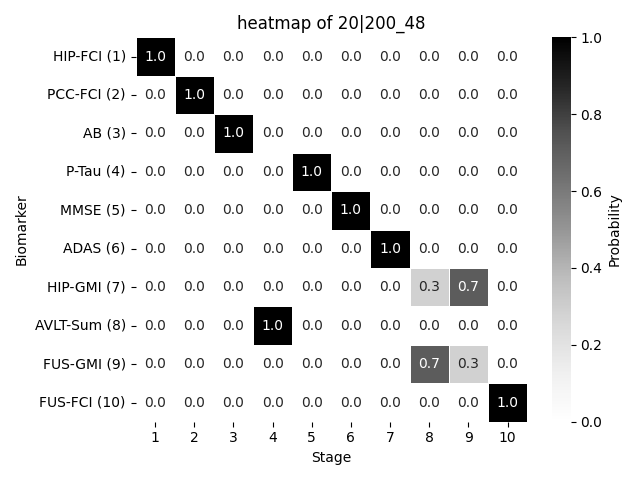 heatmap of 20|200_48
HIP-FCI (1) 1.0 0.0 0.0 0.0 0.0 0.0 0.0 0.0 0.0 0.0
PCC-FCI (2) 0.0 1.0 0.0 0.0 0.0 0.0 0.0 0.0 0.0 0.0
AB (3) 0.0 0.0 1.0 0.0 0.0 0.0 0.0 0.0 0.0 0.0
P-Tau (4) 0.0 0.0 0.0 0.0 1.0 0.0 0.0 0.0 0.0 0.0
MMSE (5) 0.0 0.0 0.0 0.0 0.0 1.0 0.0 0.0 0.0 0.0
ADAS (6) 0.0 0.0 0.0 0.0 0.0 0.0 1.0 0.0 0.0 0.0
HIP-GMI (7) 0.0 0.0 0.0 0.0 0.0 0.0 0.0 0.3 0.7 0.0
AVLT-Sum (8) 0.0 0.0 0.0 1.0 0.0 0.0 0.0 0.0 0.0 0.0
FUS-GMI (9) 0.0 0.0 0.0 0.0 0.0 0.0 0.0 0.7 0.3 0.0
FUS-FCI (10) 0.0 0.0 0.0 0.0 0.0 0.0 0.0 0.0 0.0 1.0
1 2 3 4 5 6 7 8 9 10
Stage
Biomarker
1.0
0.8
0.6
0.4
0.2
0.0
Probability